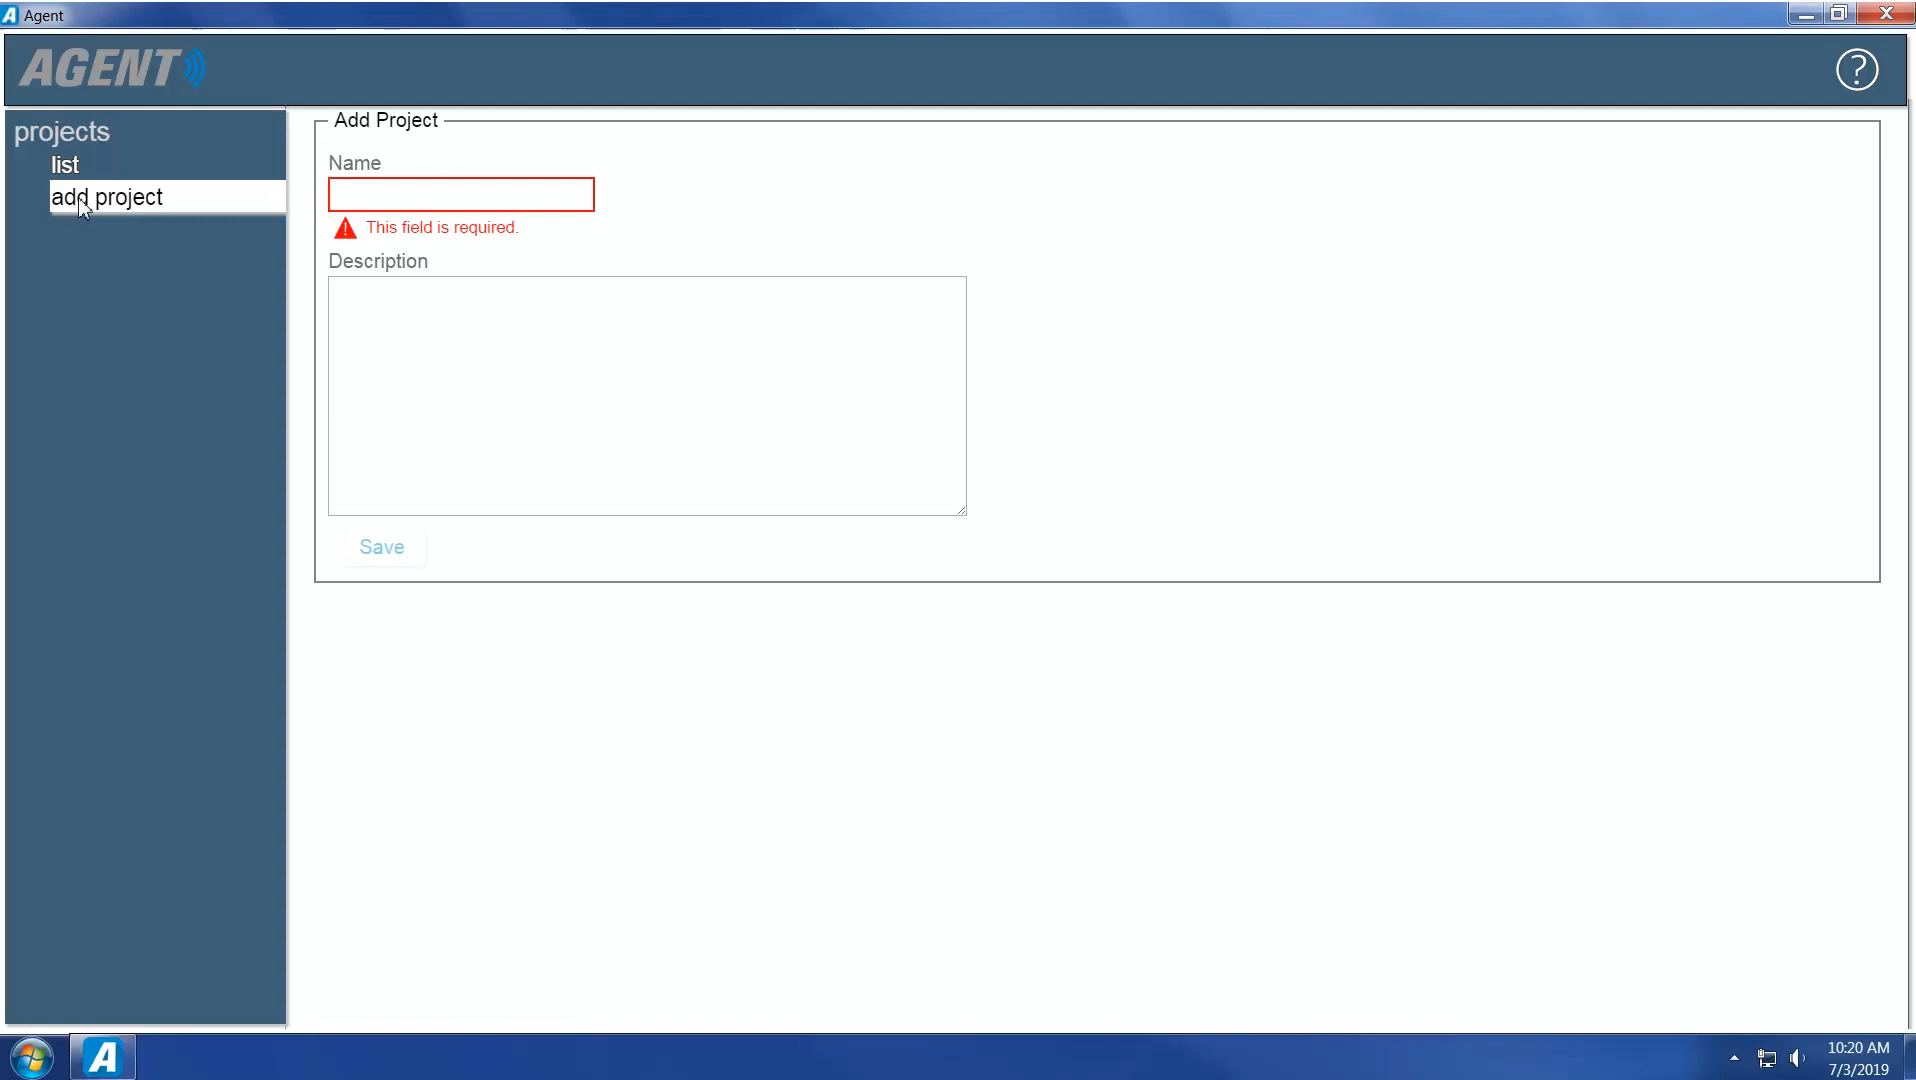 Agent
AGENT
?
projects
list
add project
Add Project
Name
This field is required.
Description
Save
10:20 AM
7/3/2019